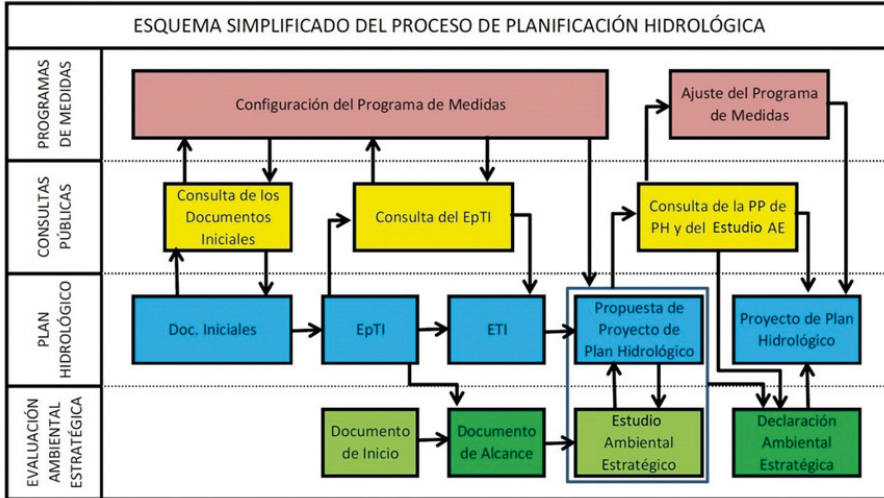 ESQUEMA SIMPLIFICADO DEL PROCESO DE PLANIFICACIÓN HIDROLÓGICA
PROGRAMAS
DE MEDIDAS
Configuración del Programa de Medidas
Ajuste del Programa
de Medidas
CONSULTAS
PÚBLICAS
Consulta de los
Documentos
Iniciales
Consulta del EpTI
Consulta de la PP de
PH y del Estudio AE
PLAN
HIDROLÓGICO
Doc. Iniciales
EpTI
ETI
Propuesta de
Proyecto de
Plan Hidrológico
Proyecto de Plan
Hidrológico
EVALUACIÓN
AMBIENTAL
ESTRATÉGICA
Documento
de Inicio
Documento
de Alcance
Estudio
Ambiental
Estratégico
Declaración
Ambiental
Estratégica